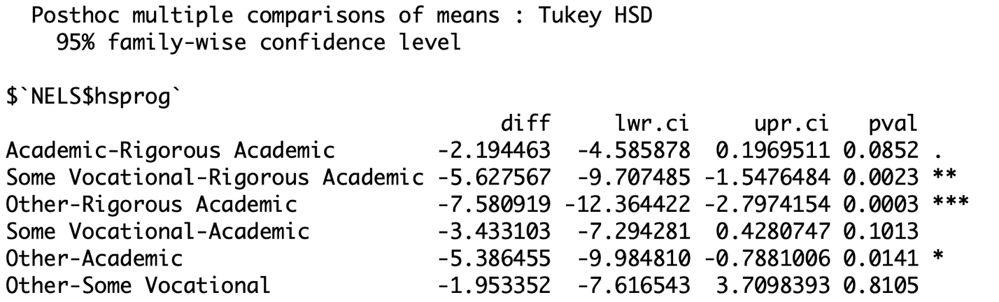 Posthoc multiple comparisons of means : Tukey HSD
95% family-wise confidence level
$`NELS$hsprog`
diff lwr.ci upr.ci pval
Academic-Rigorous Academic -2.194463 -4.585878 0.1969511 0.0852 .
Some Vocational-Rigorous Academic -5.627567 -9.707485 -1.5476484 0.0023 **
Other-Rigorous Academic -7.580919 -12.364422 -2.7974154 0.0003 ***
Some Vocational-Academic -3.433103 -7.294281 0.4280747 0.1013
Other-Academic -5.386455 -9.984810 -0.7881006 0.0141 *
Other-Some Vocational -1.953352 -7.616543 3.7098393 0.8105